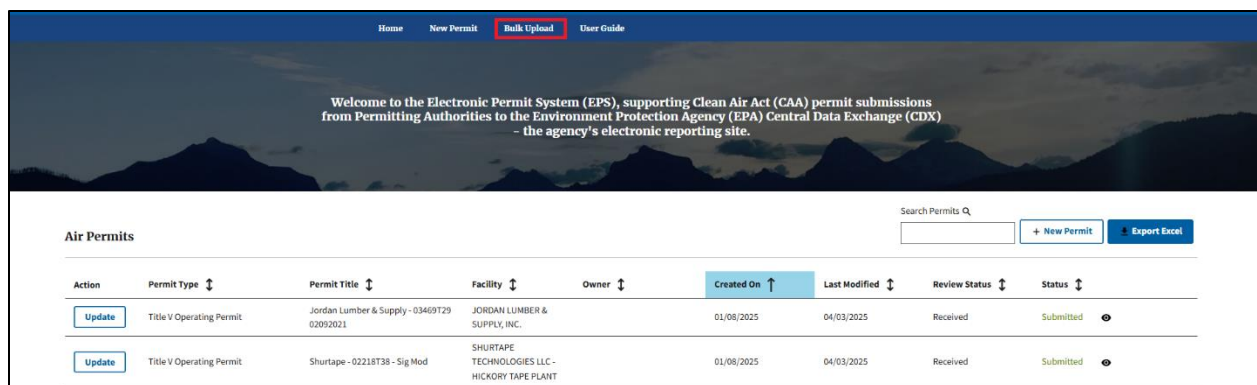 Home New Permit Bulk Upload User Guide
Welcome to the Electronic Permit System (EPS), supporting Clean Air Act (CAA) permit submissions
from Permitting Authorities to the Environment Protection Agency (EPA) Central Data Exchange (CDX)
– the agency's electronic reporting site.
Search Permits
Air Permits
+ New Permit
Export Excel
Action Permit Type Permit Title Facility Owner Created On Last Modified Review Status Status
Update Title V Operating Permit Jordan Lumber & Supply - 03469T29 JORDAN LUMBER & 01/08/2025 04/03/2025 Received Submitted
02092021 SUPPLY, INC.
SHURTAPE
Update Title V Operating Permit Shurtape - 02218T38 - Sig Mod TECHNOLOGIES LLC - 01/08/2025 04/03/2025 Received Submitted
HICKORY TAPE PLANT